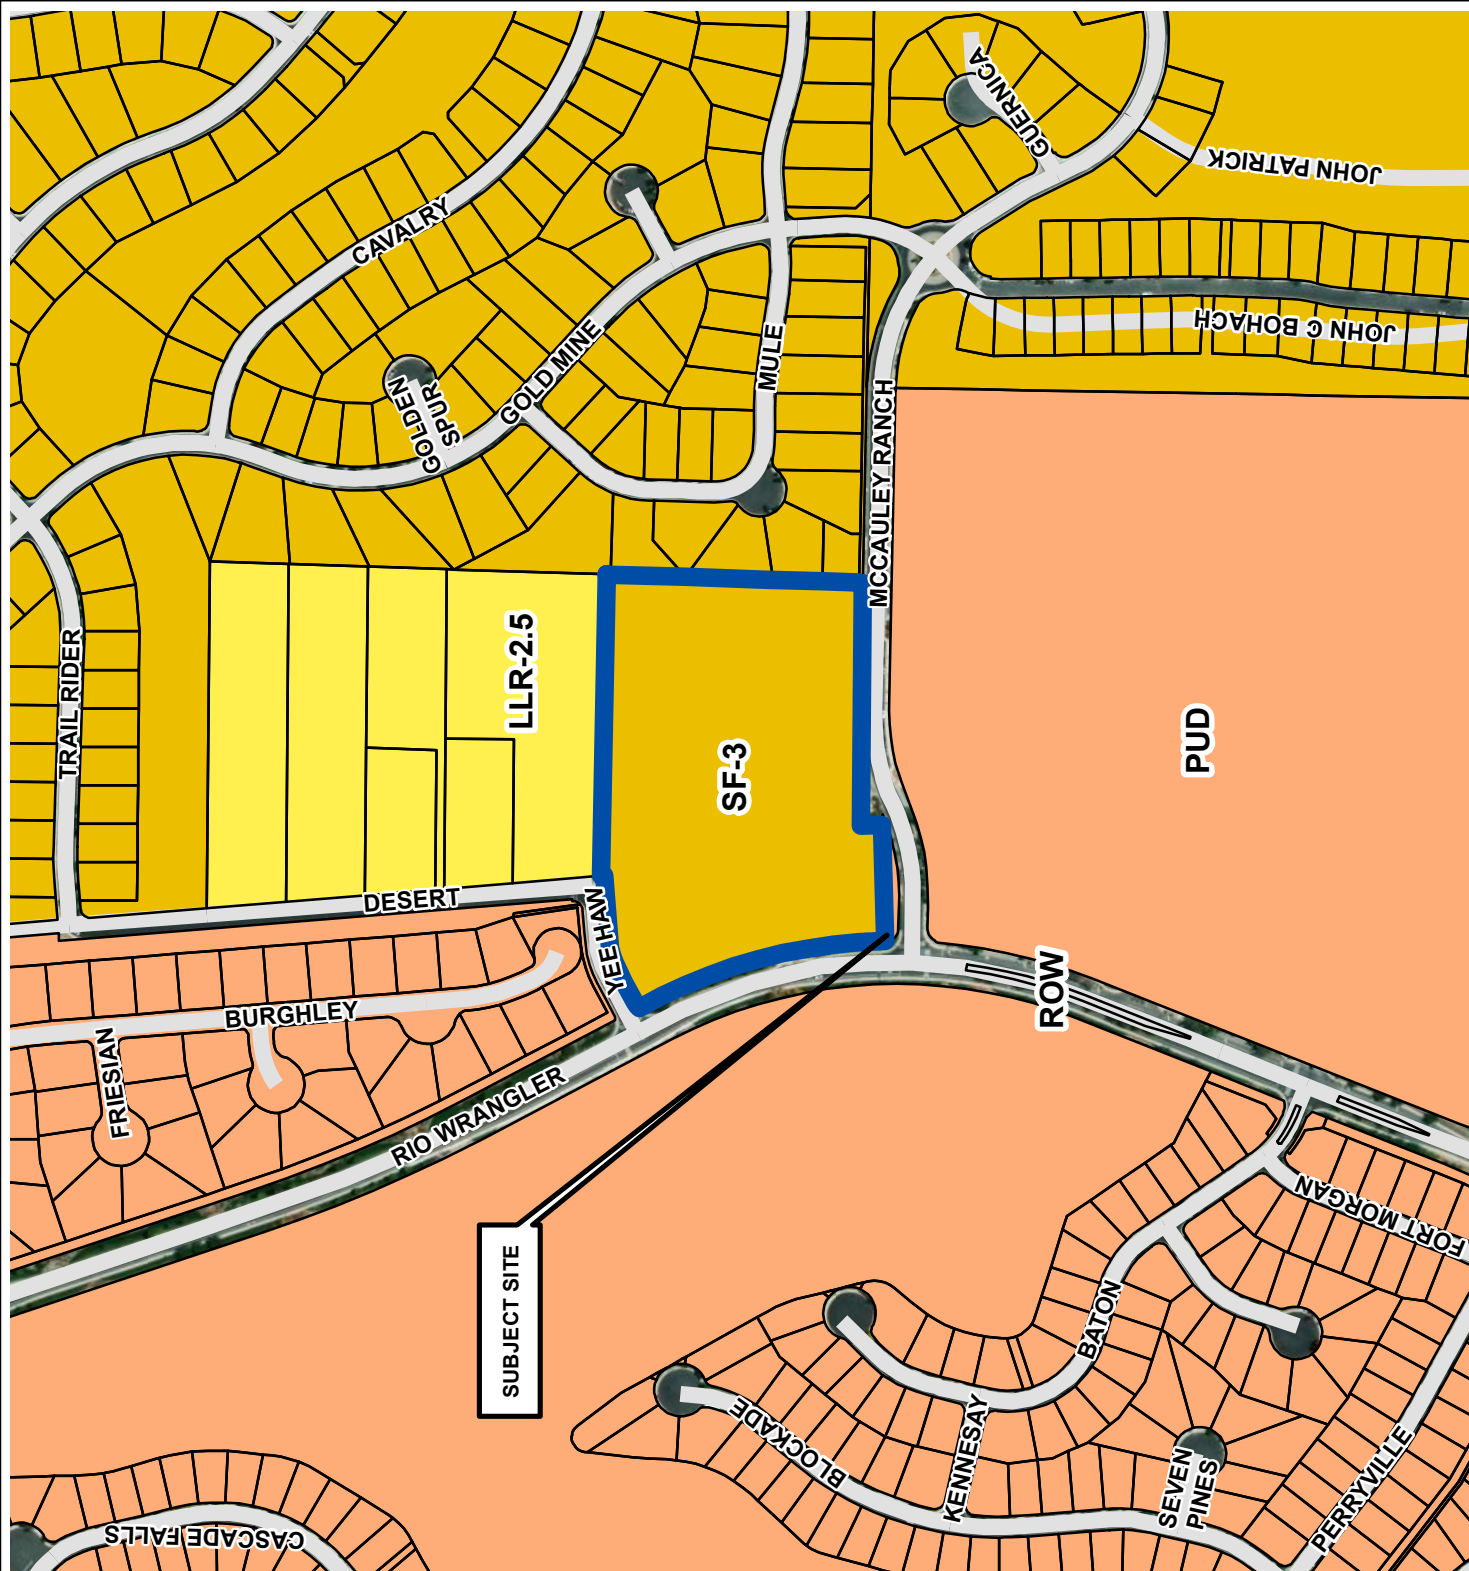 GUERNICA
JOHN PATRICK
CAVALRY
JOHN C BOHACH
GOLD MINE
MULE
GOLDEN
SPUR
MCCAULEY RANCH
TRAIL RIDER
LLR-2.5
SF-3
PUD
DESERT
YEE HAW
ROW
BURGHLEY
FRIESIAN
RIO WRANGLER
FORT MORGAN
SUBJECT SITE
BATON
BLOCKADE
KENNESAY
SEVEN
PINES
PERRYVILLE
CASCADE FALLS